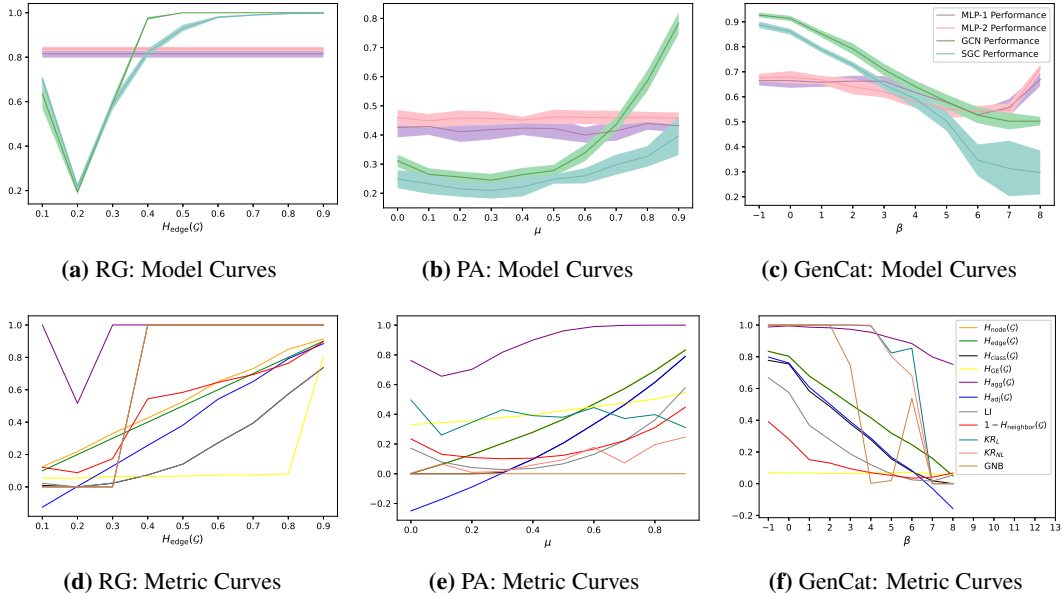 1.0
0.8
0.6
0.4
0.2
0.1 0.2 0.3 0.4 0.5 0.6 0.7 0.8 0.9
H_edge(𝒢)
(a) RG: Model Curves
0.8
0.7
0.6
0.5
0.4
0.3
0.2
0.0 0.1 0.2 0.3 0.4 0.5 0.6 0.7 0.8 0.9
μ
(b) PA: Model Curves
0.9
0.8
0.7
0.6
0.5
0.4
0.3
0.2
MLP-1 Performance
MLP-2 Performance
GCN Performance
SGC Performance
−1 0 1 2 3 4 5 6 7 8
β
(c) GenCat: Model Curves
1.0
0.8
0.6
0.4
0.2
0.0
0.1 0.2 0.3 0.4 0.5 0.6 0.7 0.8 0.9
H_edge(𝒢)
(d) RG: Metric Curves
1.0
0.8
0.6
0.4
0.2
0.0
−0.2
0.0 0.2 0.4 0.6 0.8
μ
(e) PA: Metric Curves
1.0
0.8
0.6
0.4
0.2
0.0
−0.2
H_node(𝒢)
H_edge(𝒢)
H_class(𝒢)
H_GE(𝒢)
H_agg(𝒢)
H_adj(𝒢)
LI
1 − H_neighbor(𝒢)
KR_L
KR_NL
GNB
−1 0 1 2 3 4 5 6 7 8 9 10 11 12 13
β
(f) GenCat: Metric Curves